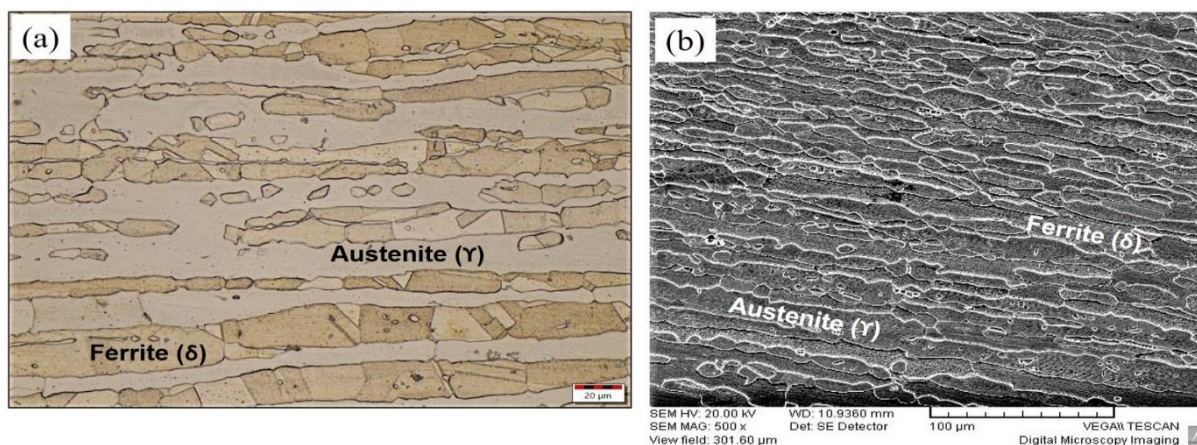 (a)
Austenite (ϒ)
Ferrite (δ)
20 µm
(b)
Ferrite (δ)
Austenite (ϒ)
SEM HV: 20.00 kV WD: 10.9360 mm
SEM MAG: 500 x Det: SE Detector 100 µm VEGA\\ TESCAN
View field: 301.60 µm Digital Microscopy Imaging